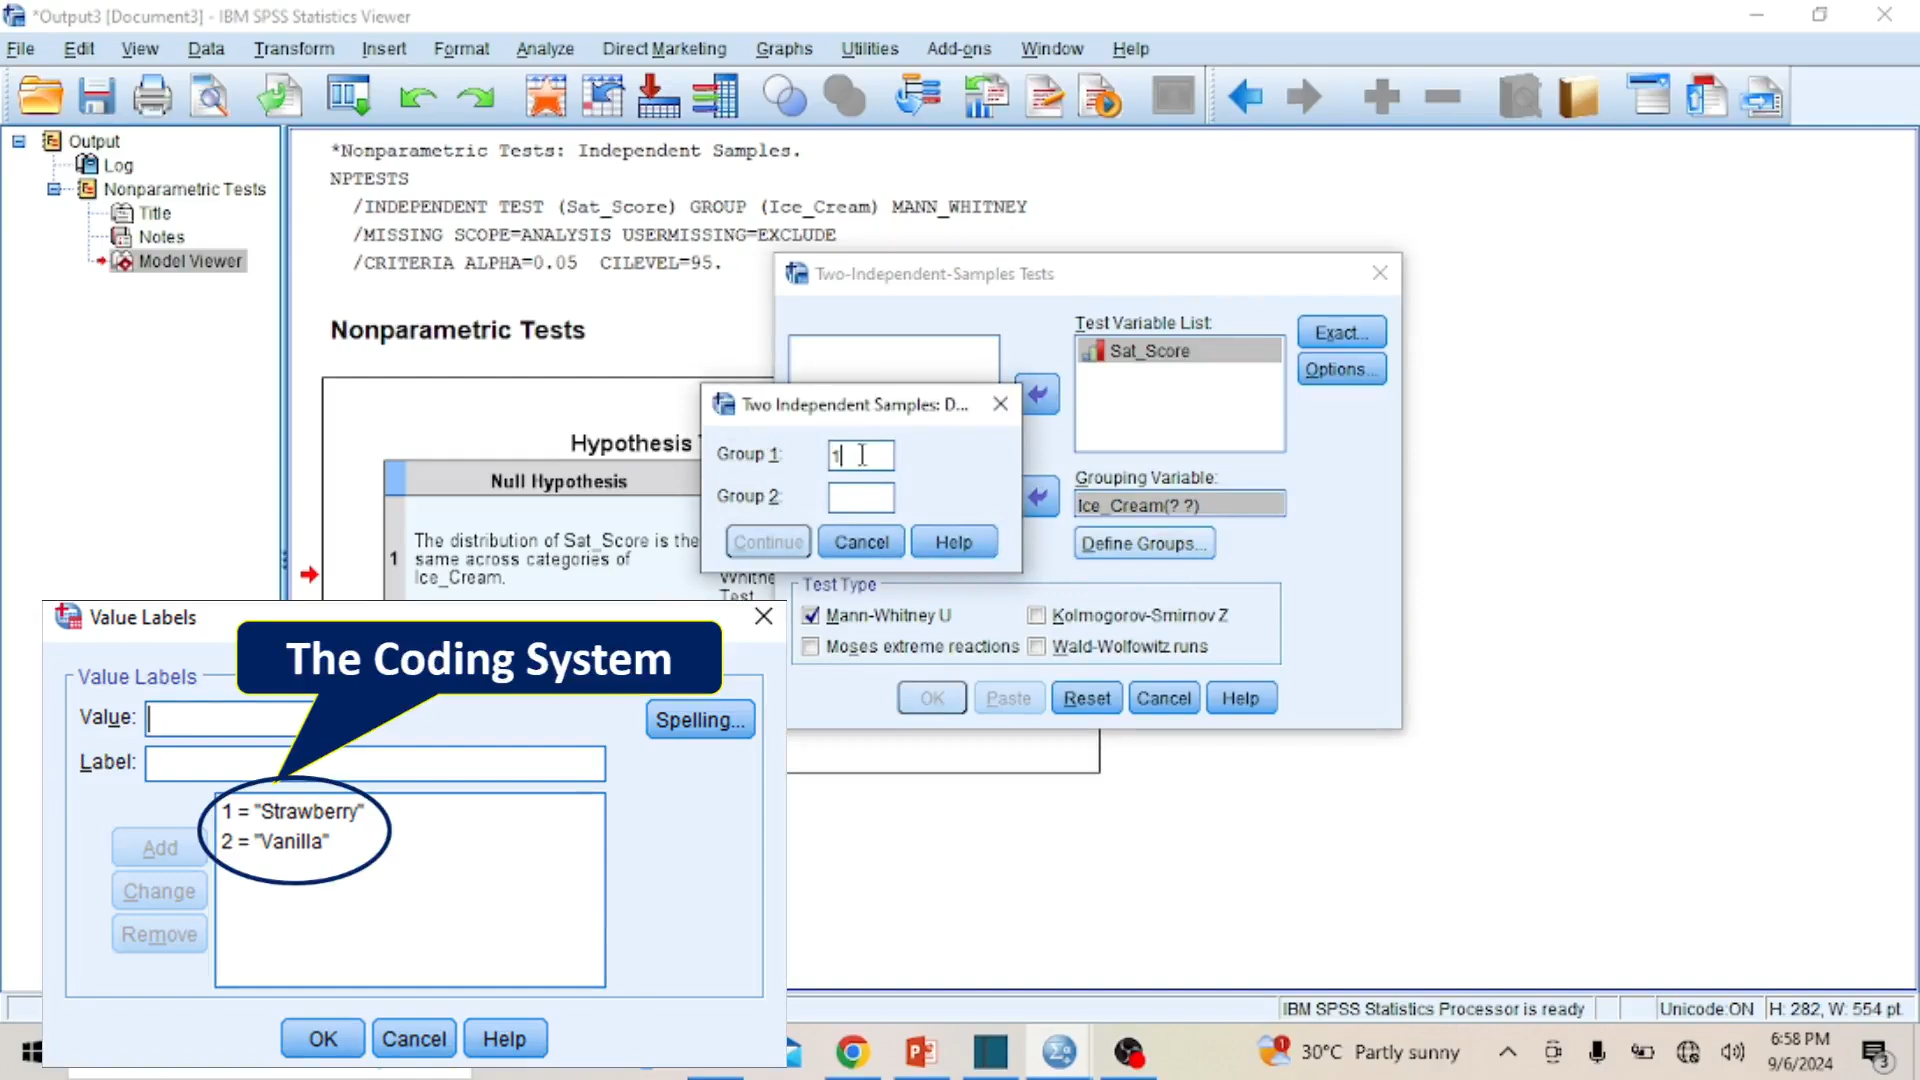 *Output3 [Document3] - IBM SPSS Statistics Viewer
File Edit View Data Transform Insert Format Analyze Direct Marketing Graphs Utilities Add-ons Window Help
Output
Log
Nonparametric Tests
Title
Notes
Model Viewer
*Nonparametric Tests: Independent Samples.
NPTESTS
/INDEPENDENT TEST (Sat_Score) GROUP (Ice_Cream) MANN_WHITNEY
/MISSING SCOPE=ANALYSIS USERMISSING=EXCLUDE
/CRITERIA ALPHA=0.05 CILEVEL=95.
Nonparametric Tests
Hypothesis
Null Hypothesis
1
The distribution of Sat_Score is the
same across categories of
Ice_Cream.
Test
Two-Independent-Samples Tests
Test Variable List:
Sat_Score
Exact...
Options...
Grouping Variable:
Ice_Cream(? ?)
Define Groups...
Test Type
Mann-Whitney U Kolmogorov-Smirnov Z
Moses extreme reactions Wald-Wolfowitz runs
OK Paste Reset Cancel Help
Two Independent Samples: D...
Group 1: 1
Group 2:
Continue Cancel Help
Value Labels
The Coding System
Value Labels
Value:
Spelling...
Label:
1 = "Strawberry"
2 = "Vanilla"
Add
Change
Remove
OK Cancel Help
IBM SPSS Statistics Processor is ready Unicode:ON H: 282, W: 554 pt.
30°C Partly sunny
6:58 PM
9/6/2024
3